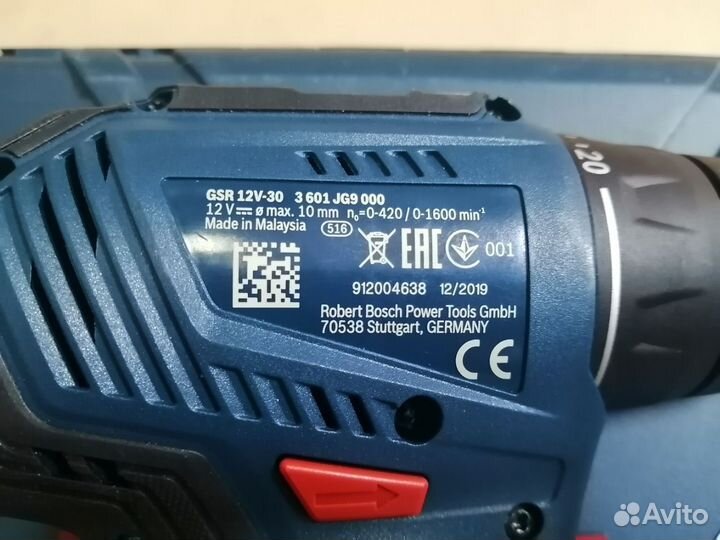 GSR 12V-30 3 601 JG9 000
12 V ⎓ ø max. 10 mm n₀=0-420 / 0-1600 min⁻¹
Made in Malaysia
516
EAC
001
912004638 12/2019
Robert Bosch Power Tools GmbH
70538 Stuttgart, GERMANY
CE
20
Avito